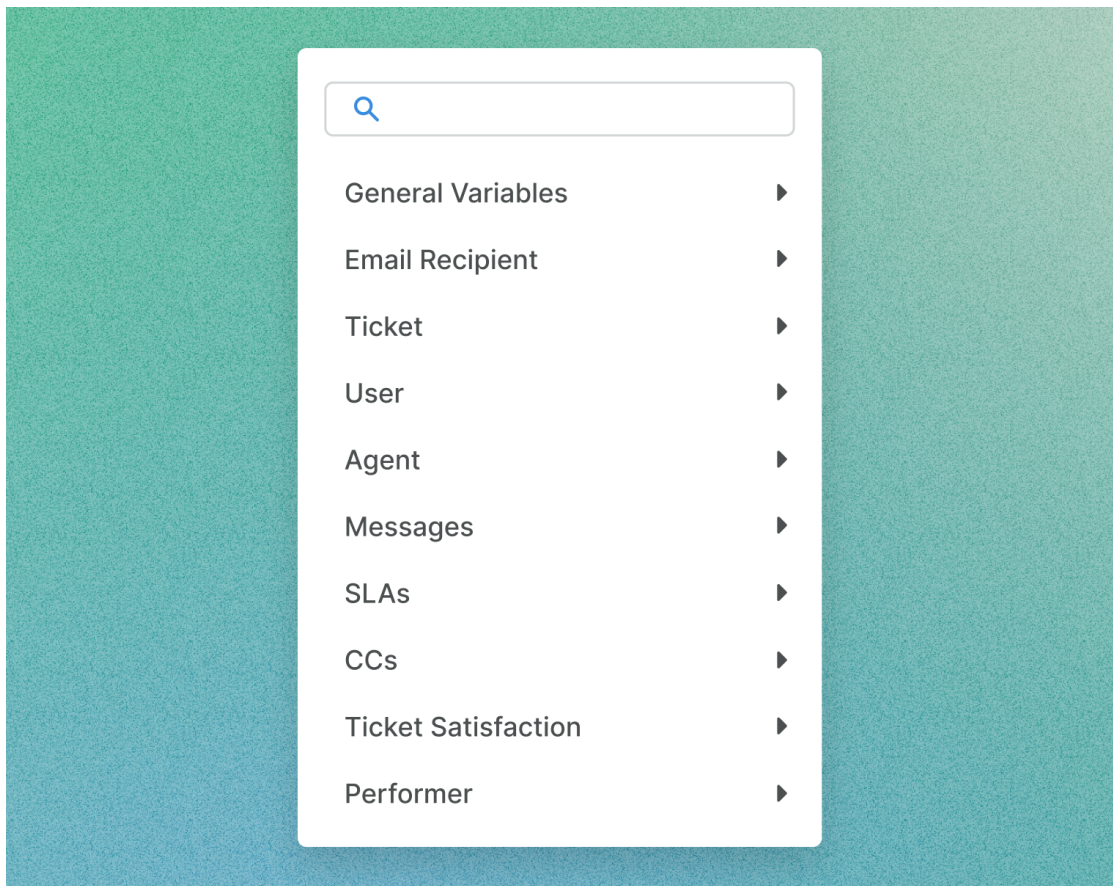 General Variables
Email Recipient
Ticket
User
Agent
Messages
SLAs
CCs
Ticket Satisfaction
Performer